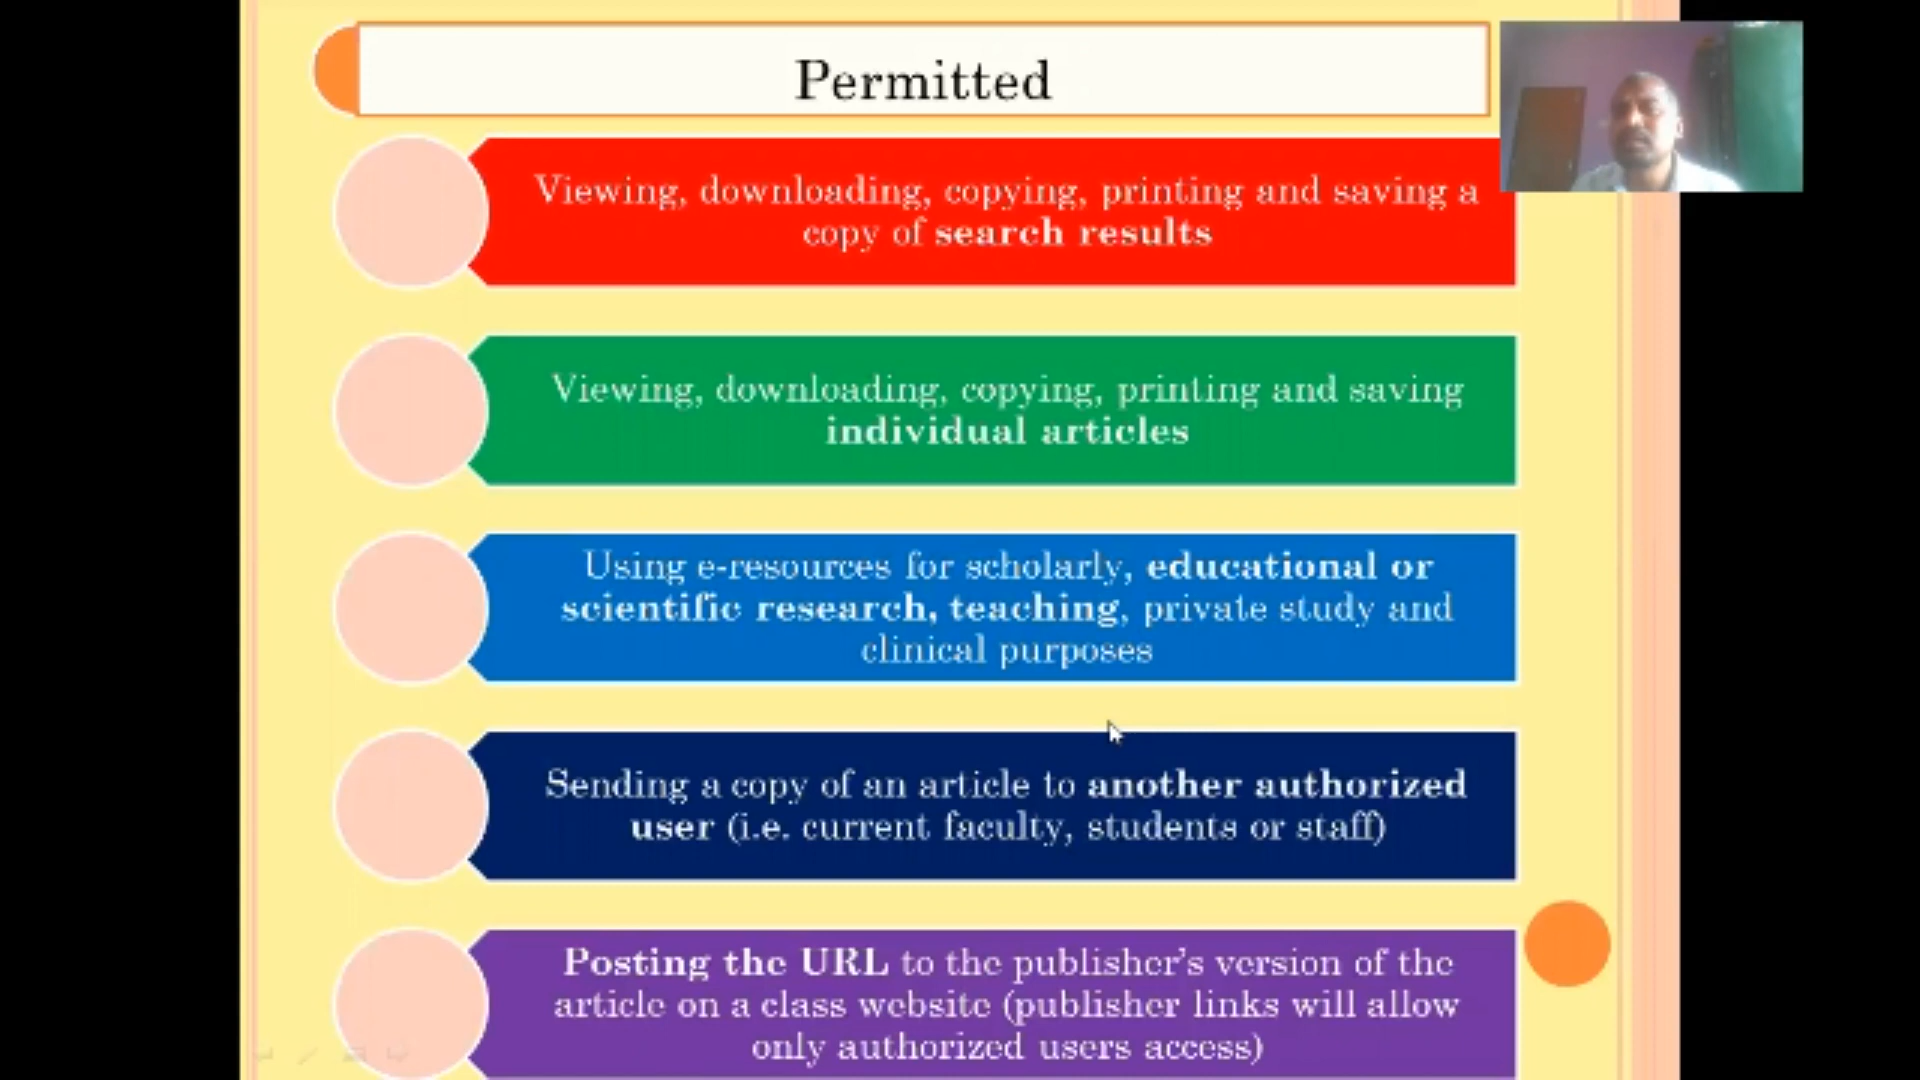 Permitted
Viewing, downloading, copying, printing and saving a
copy of search results
Viewing, downloading, copying, printing and saving
individual articles
Using e-resources for scholarly, educational or
scientific research, teaching, private study and
clinical purposes
Sending a copy of an article to another authorized
user (i.e. current faculty, students or staff)
Posting the URL to the publisher's version of the
article on a class website (publisher links will allow
only authorized users access)